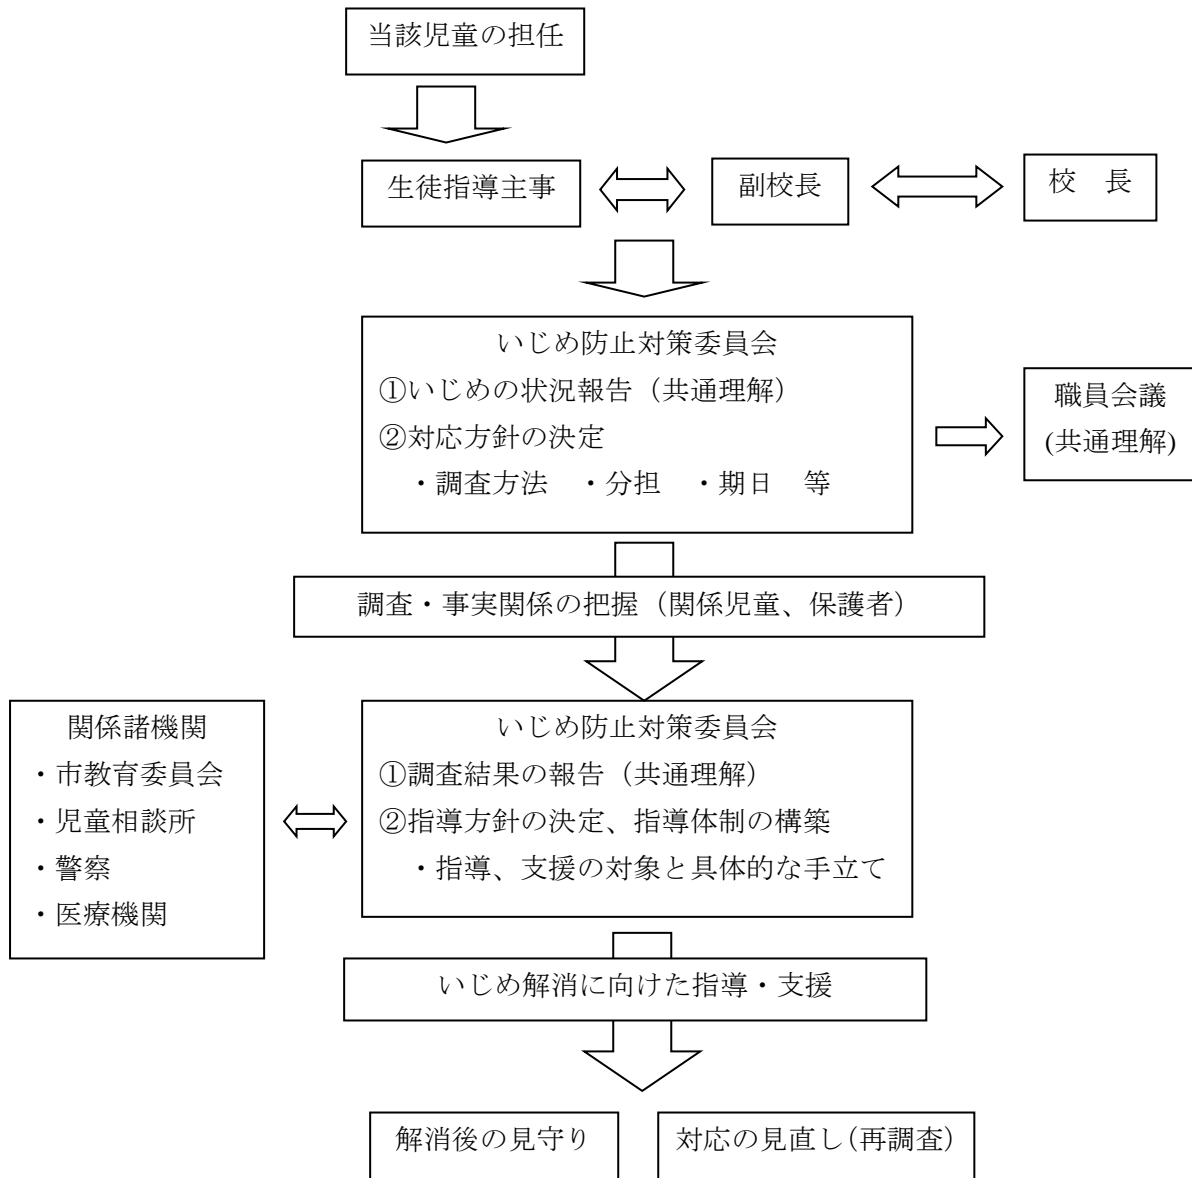 当該児童の担任
生徒指導主事
副校長
校　長
いじめ防止対策委員会
①いじめの状況報告（共通理解）
②対応方針の決定
・調査方法　・分担　・期日　等
職員会議
(共通理解)
調査・事実関係の把握（関係児童、保護者）
関係諸機関
・市教育委員会
・児童相談所
・警察
・医療機関
いじめ防止対策委員会
①調査結果の報告（共通理解）
②指導方針の決定、指導体制の構築
・指導、支援の対象と具体的な手立て
いじめ解消に向けた指導・支援
解消後の見守り
対応の見直し(再調査）